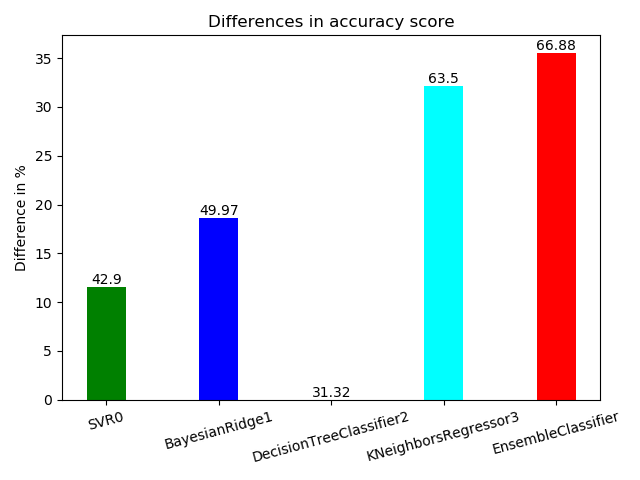 Differences in accuracy score
Difference in %
35
30
25
20
15
10
5
0
42.9
49.97
31.32
63.5
66.88
SVR0
BayesianRidge1
DecisionTreeClassifier2
KNeighborsRegressor3
EnsembleClassifier